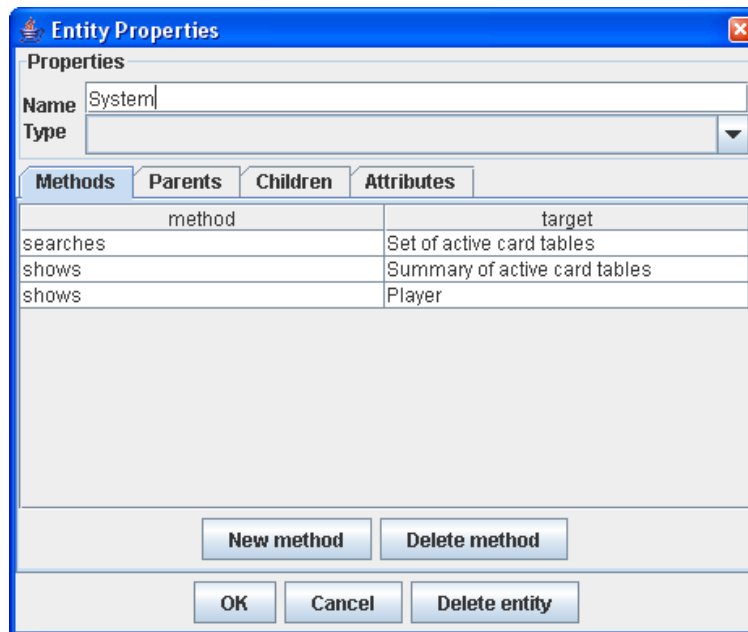 Entity Properties
Properties
Name System
Type
Methods Parents Children Attributes
method target
searches Set of active card tables
shows Summary of active card tables
shows Player
New method Delete method
OK Cancel Delete entity